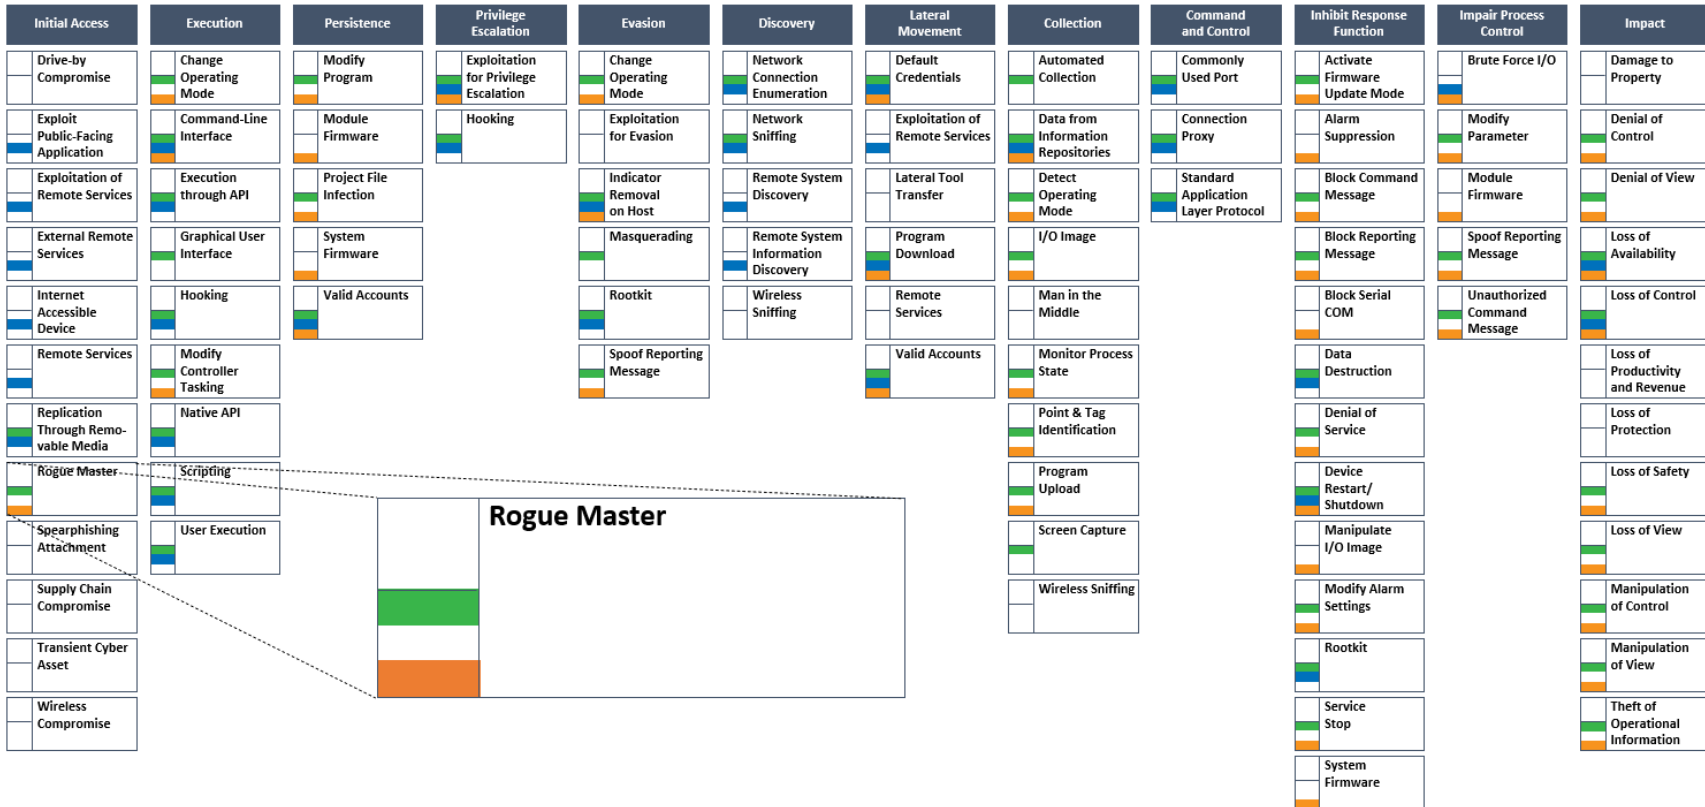 Initial Access
Execution
Persistence
Privilege
Escalation
Evasion
Discovery
Lateral
Movement
Collection
Command
and Control
Inhibit Response
Function
Impair Process
Control
Impact
Drive-by
Compromise
Exploit
Public-Facing
Application
Exploitation of
Remote Services
External Remote
Services
Internet
Accessible
Device
Remote Services
Replication
Through Remo-
vable Media
Rogue Master
Spearphishing
Attachment
Supply Chain
Compromise
Transient Cyber
Asset
Wireless
Compromise
Change
Operating
Mode
Command-Line
Interface
Execution
through API
Graphical User
Interface
Hooking
Modify
Controller
Tasking
Native API
Scripting
User Execution
Modify
Program
Module
Firmware
Project File
Infection
System
Firmware
Valid Accounts
Exploitation
for Privilege
Escalation
Hooking
Change
Operating
Mode
Exploitation
for Evasion
Indicator
Removal
on Host
Masquerading
Rootkit
Spoof Reporting
Message
Network
Connection
Enumeration
Network
Sniffing
Remote System
Discovery
Remote System
Information
Discovery
Wireless
Sniffing
Default
Credentials
Exploitation of
Remote Services
Lateral Tool
Transfer
Program
Download
Remote
Services
Valid Accounts
Automated
Collection
Data from
Information
Repositories
Detect
Operating
Mode
I/O Image
Man in the
Middle
Monitor Process
State
Point & Tag
Identification
Program
Upload
Screen Capture
Wireless Sniffing
Commonly
Used Port
Connection
Proxy
Standard
Application
Layer Protocol
Activate
Firmware
Update Mode
Alarm
Suppression
Block Command
Message
Block Reporting
Message
Block Serial
COM
Data
Destruction
Denial of
Service
Device
Restart/
Shutdown
Manipulate
I/O Image
Modify Alarm
Settings
Rootkit
Service
Stop
System
Firmware
Brute Force I/O
Modify
Parameter
Module
Firmware
Spoof Reporting
Message
Unauthorized
Command
Message
Damage to
Property
Denial of
Control
Denial of View
Loss of
Availability
Loss of Control
Loss of
Productivity
and Revenue
Loss of
Protection
Loss of Safety
Loss of View
Manipulation
of Control
Manipulation
of View
Theft of
Operational
Information
Rogue Master